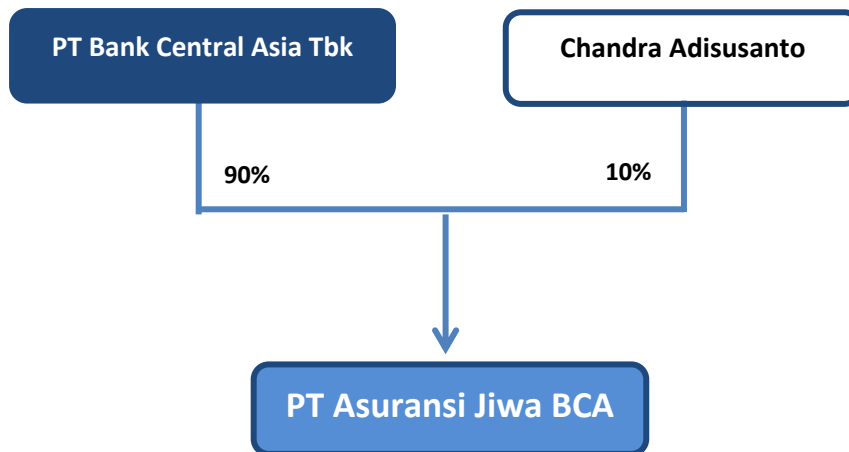 PT Bank Central Asia Tbk
Chandra Adisusanto
90%
10%
PT Asuransi Jiwa BCA